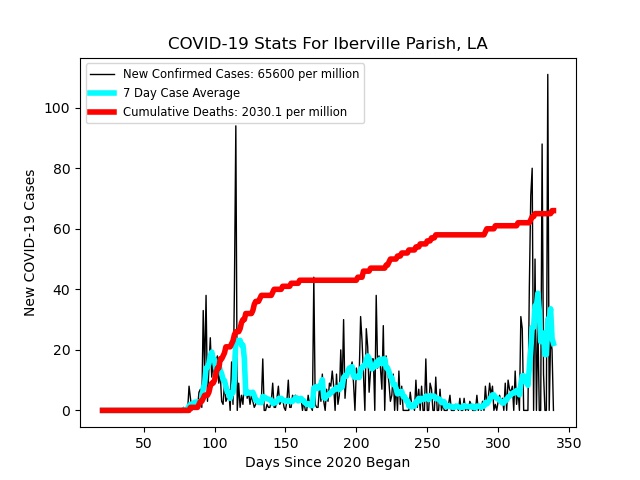 COVID-19 Stats For Iberville Parish, LA
New Confirmed Cases: 65600 per million
7 Day Case Average
Cumulative Deaths: 2030.1 per million
New COVID-19 Cases
100
80
60
40
20
0
50 100 150 200 250 300 350
Days Since 2020 Began